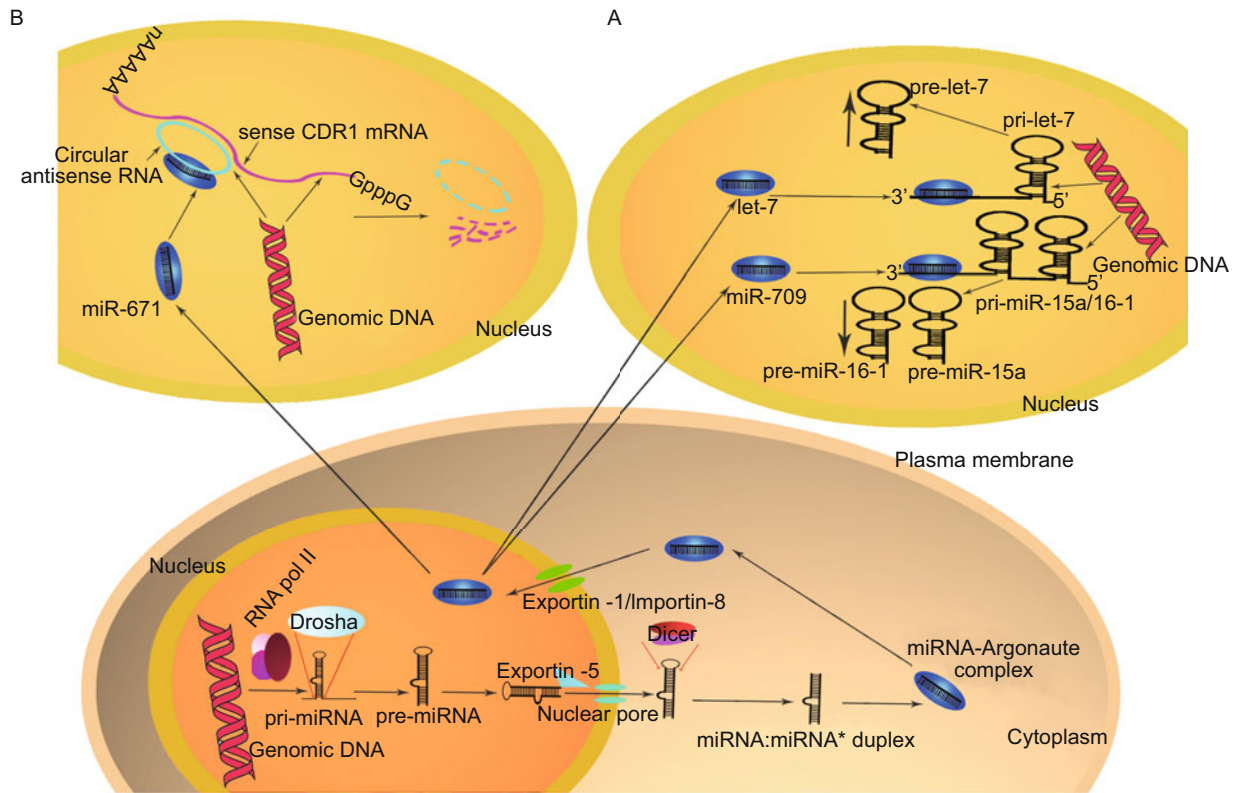 B
A
nAAAAA
sense CDR1 mRNA
Circular
antisense RNA
GpppG
miR-671
Genomic DNA
Nucleus
pre-let-7
pri-let-7
let-7
3’
5’
Genomic DNA
miR-709
3’
5’
pri-miR-15a/16-1
pre-miR-16-1
pre-miR-15a
Nucleus
Plasma membrane
Nucleus
RNA pol II
Drosha
Exportin -1/Importin-8
Dicer
miRNA-Argonaute
complex
Exportin -5
pri-miRNA
pre-miRNA
Nuclear pore
Genomic DNA
miRNA:miRNA* duplex
Cytoplasm